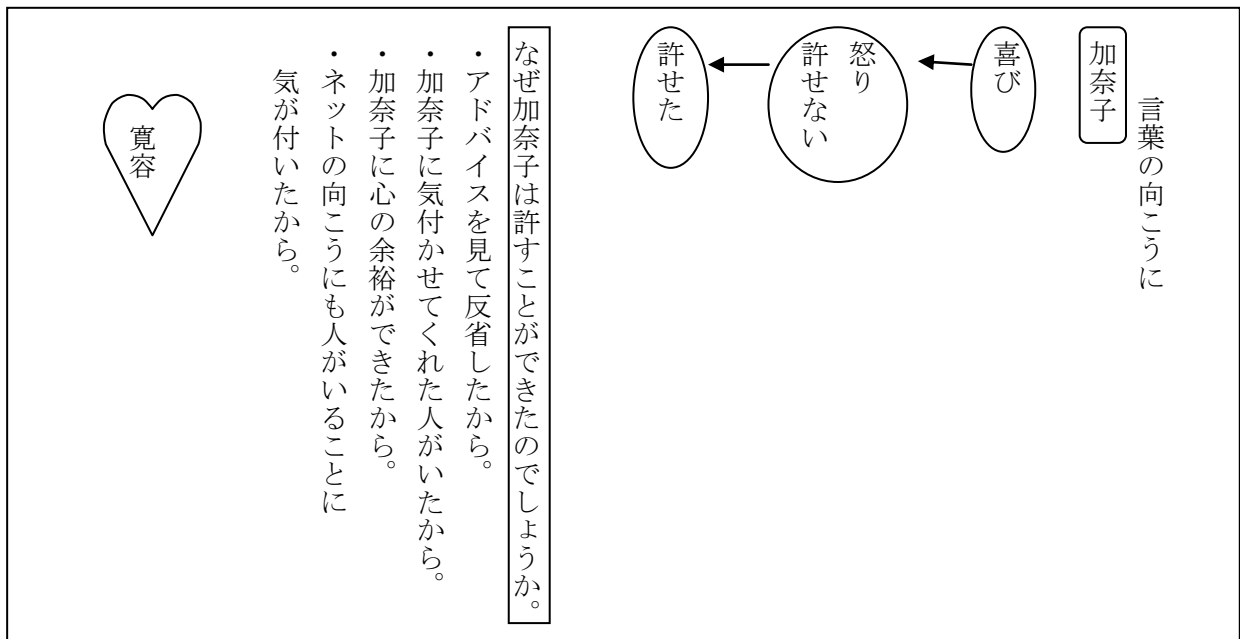 言葉の向こうに
加奈子
喜び
怒り
許せない
許せた
なぜ加奈子は許すことができたのでしょうか。
・アドバイスを見て反省したから。
・加奈子に気付かせてくれた人がいたから。
・加奈子に心の余裕ができたから。
・ネットの向こうにも人がいることに
気が付いたから。
寛容